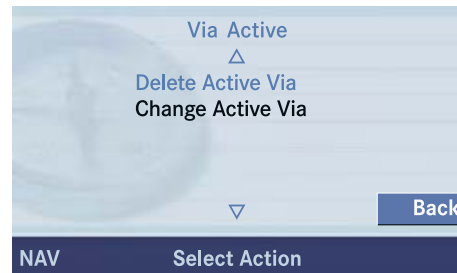 Via Active
Delete Active Via
Change Active Via
Back
NAV Select Action